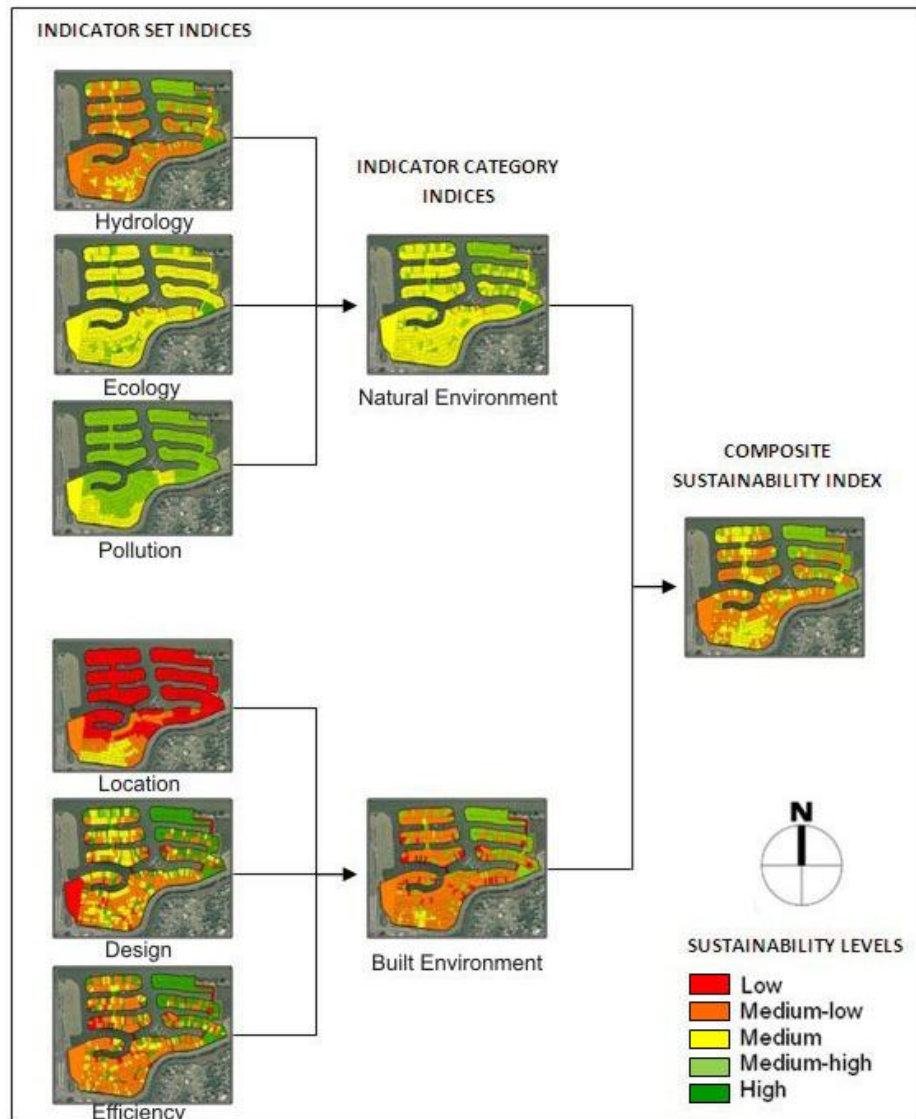 INDICATOR SET INDICES
Hydrology
Ecology
Pollution
Location
Design
Efficiency
INDICATOR CATEGORY
INDICES
Natural Environment
Built Environment
COMPOSITE
SUSTAINABILITY INDEX
N
SUSTAINABILITY LEVELS
Low
Medium-low
Medium
Medium-high
High